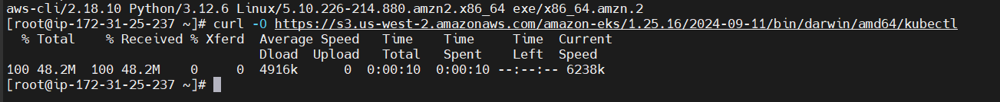 aws-cli/2.18.10 Python/3.12.6 Linux/5.10.226-214.880.amzn2.x86_64 exe/x86_64.amzn.2
[root@ip-172-31-25-237 ~]# curl -O https://s3.us-west-2.amazonaws.com/amazon-eks/1.25.16/2024-09-11/bin/darwin/amd64/kubectl
  % Total    % Received % Xferd  Average Speed   Time    Time     Time  Current
                                 Dload  Upload   Total   Spent    Left  Speed
100 48.2M  100 48.2M    0     0  4916k      0  0:00:10  0:00:10 --:--:-- 6238k
[root@ip-172-31-25-237 ~]#